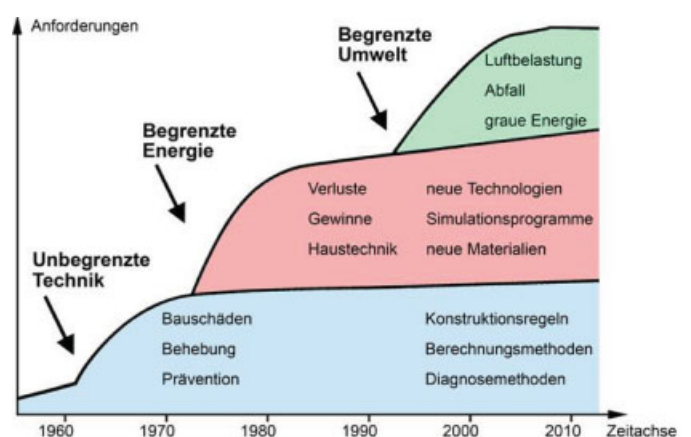 Anforderungen
Begrenzte
Umwelt
Luftbelastung
Abfall
graue Energie
Begrenzte
Energie
Verluste neue Technologien
Gewinne Simulationsprogramme
Haustechnik neue Materialien
Unbegrenzte
Technik
Bauschäden Konstruktionsregeln
Behebung Berechnungsmethoden
Prävention Diagnosemethoden
1960 1970 1980 1990 2000 2010 Zeitachse